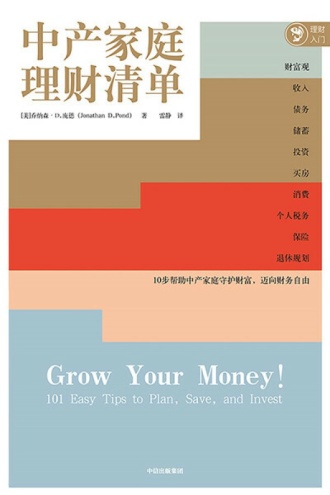 中产家庭
理财清单
理财
入门
[美]乔纳森·D.庞德（Jonathan D.Pond） 著 雷静 译
财富观
收入
债务
储蓄
投资
买房
消费
个人税务
保险
退休规划
10步帮助中产家庭守护财富，迈向财务自由
Grow Your Money!
101 Easy Tips to Plan, Save, and Invest
中信出版集团